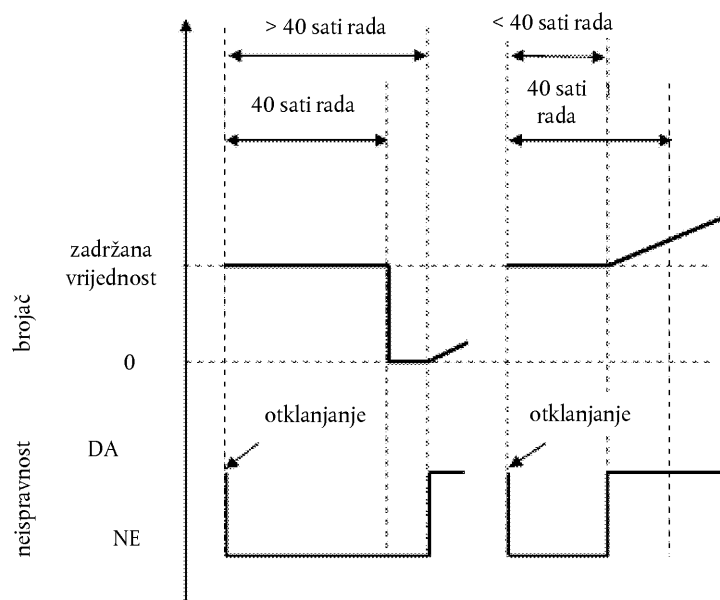 > 40 sati rada
< 40 sati rada
40 sati rada
40 sati
rada
zadržana
vrijednost
brojač
0
otklanjanje
otklanjanje
DA
neispravnost
NE